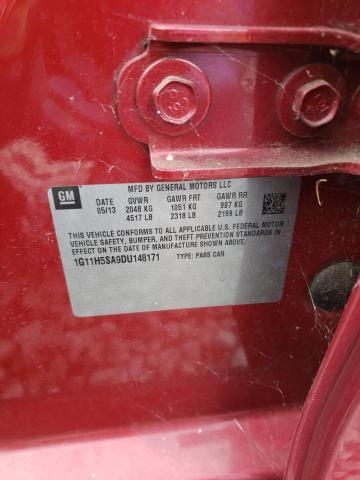 MFD BY GENERAL MOTORS LLC
GM
DATE GVWR GAWR FRT GAWR RR
05/13 2048 KG 1051 KG 997 KG
4517 LB 2318 LB 2199 LB
THIS VEHICLE CONFORMS TO ALL APPLICABLE U.S. FEDERAL
VEHICLE SAFETY, BUMPER, AND THEFT PREVENTION STANDARDS IN
EFFECT ON THE DATE OF MANUFACTURE SHOWN ABOVE.
1G11H5SA9DU148171 TYPE: PASS CAR